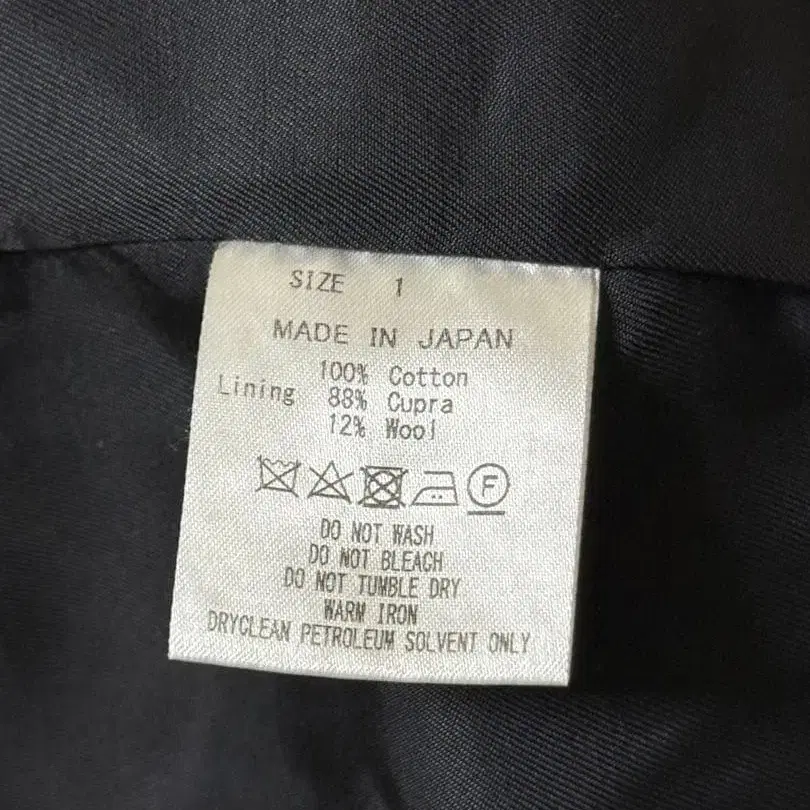 SIZE 1
MADE IN JAPAN
100% Cotton
Lining 88% Cupra
12% Wool
F
DO NOT WASH
DO NOT BLEACH
DO NOT TUMBLE DRY
WARM IRON
DRYCLEAN PETROLEUM SOLVENT ONLY